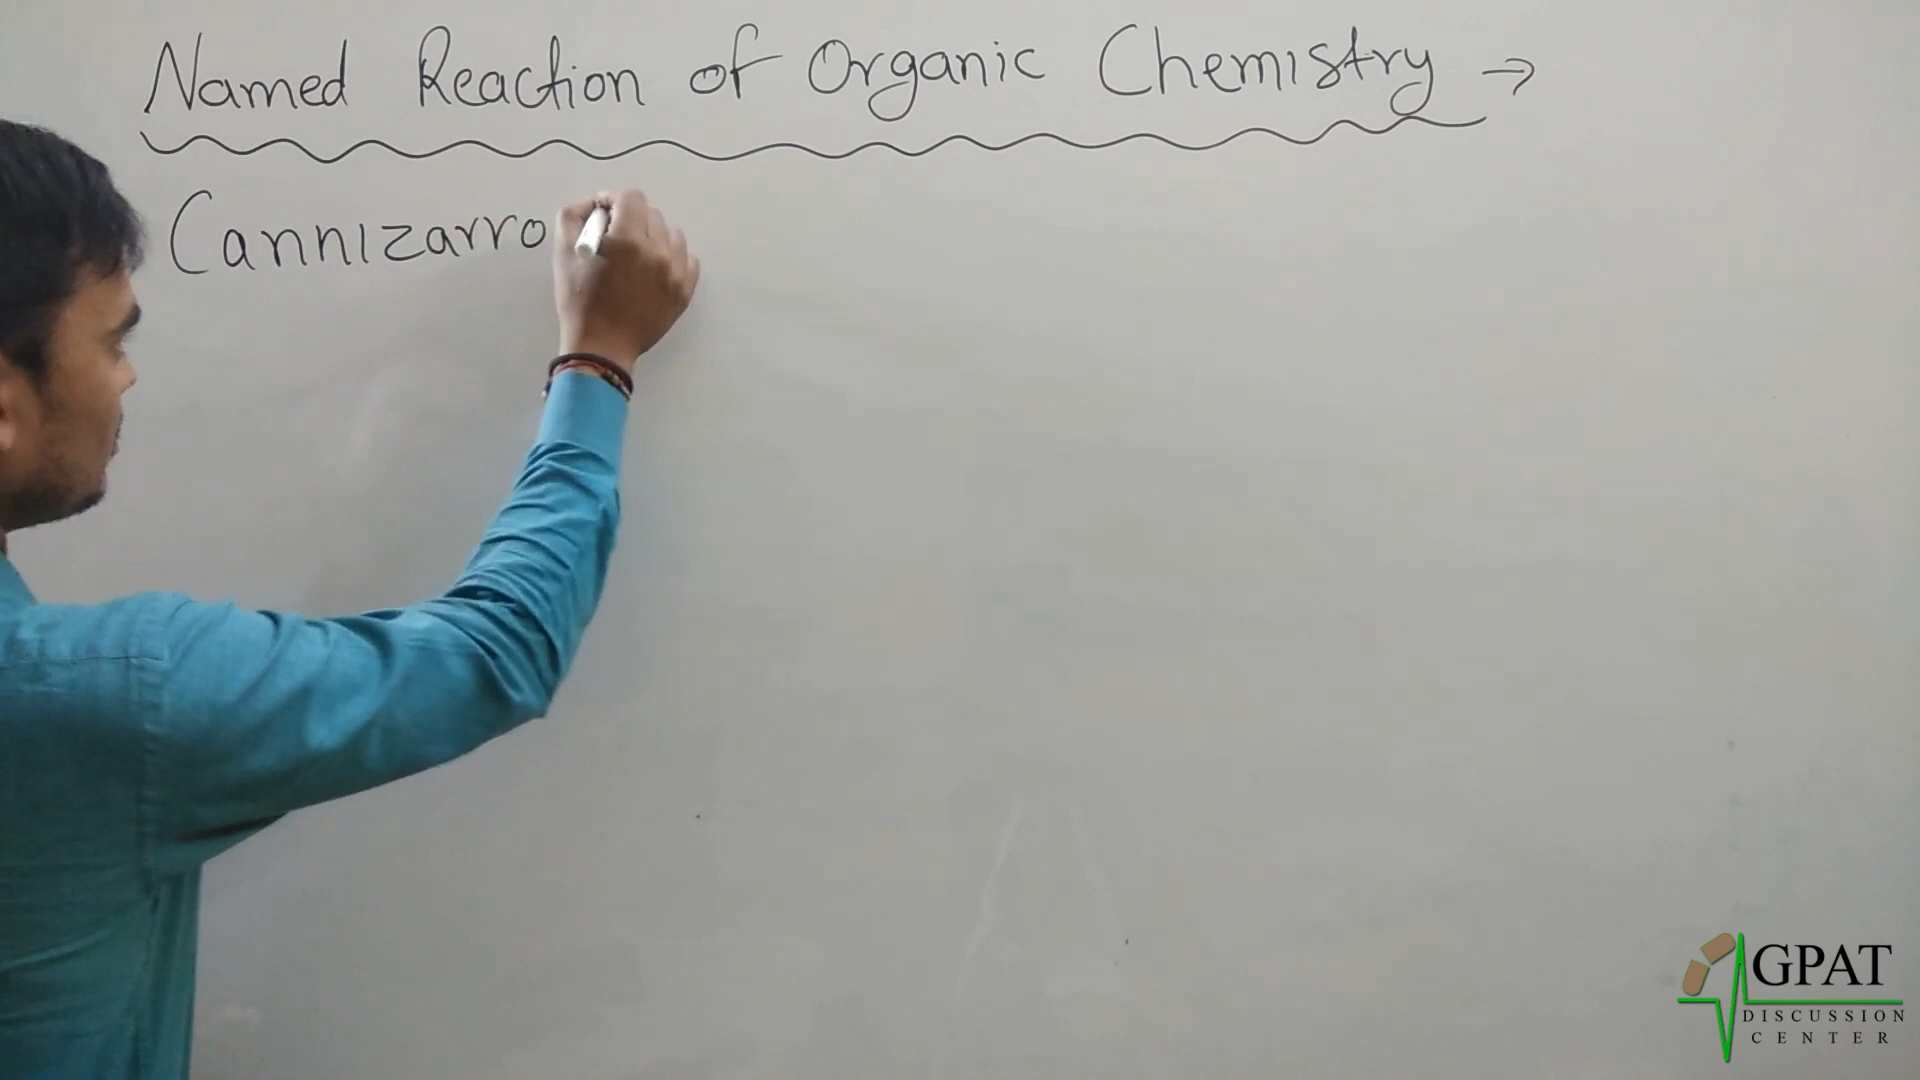 Named Reaction of Organic Chemistry →
Cannizarro
GPAT
DISCUSSION
CENTER